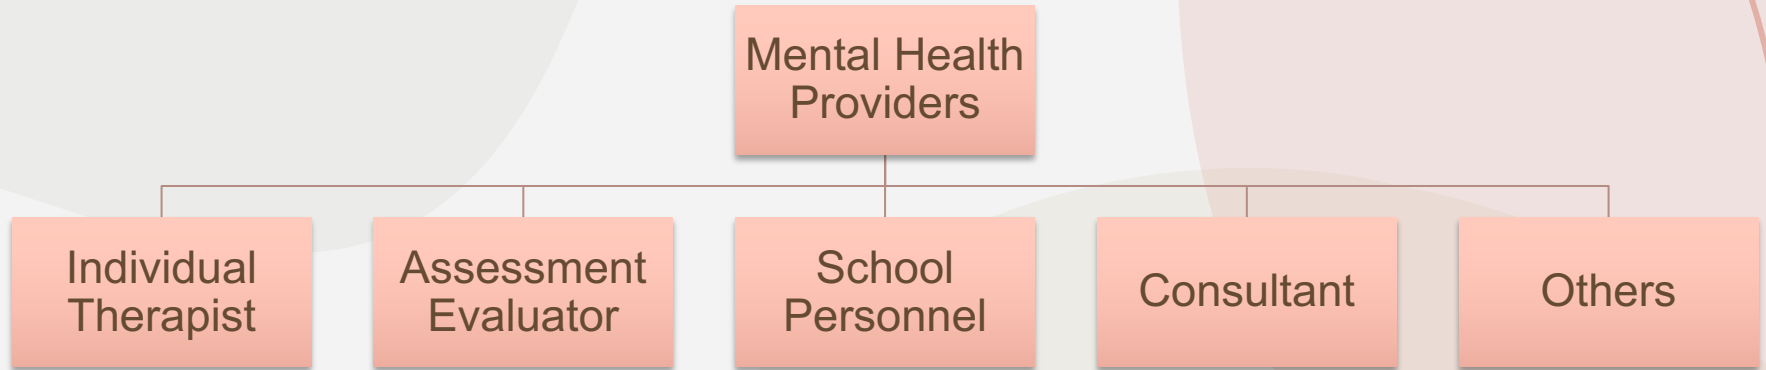 Mental Health
Providers
Individual
Therapist
Assessment
Evaluator
School
Personnel
Consultant
Others